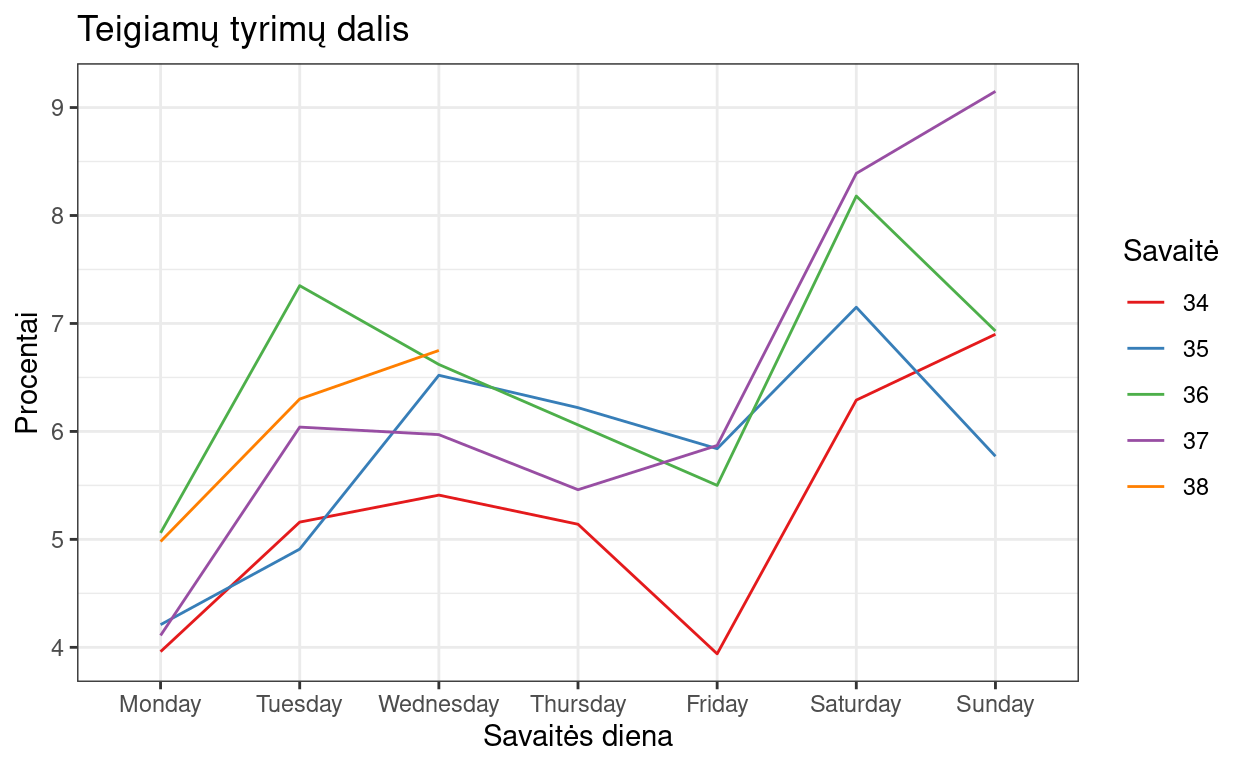 Teigiamų tyrimų dalis
Procentai
9
8
7
6
5
4
Monday Tuesday Wednesday Thursday Friday Saturday Sunday
Savaitės diena
Savaitė
34
35
36
37
38